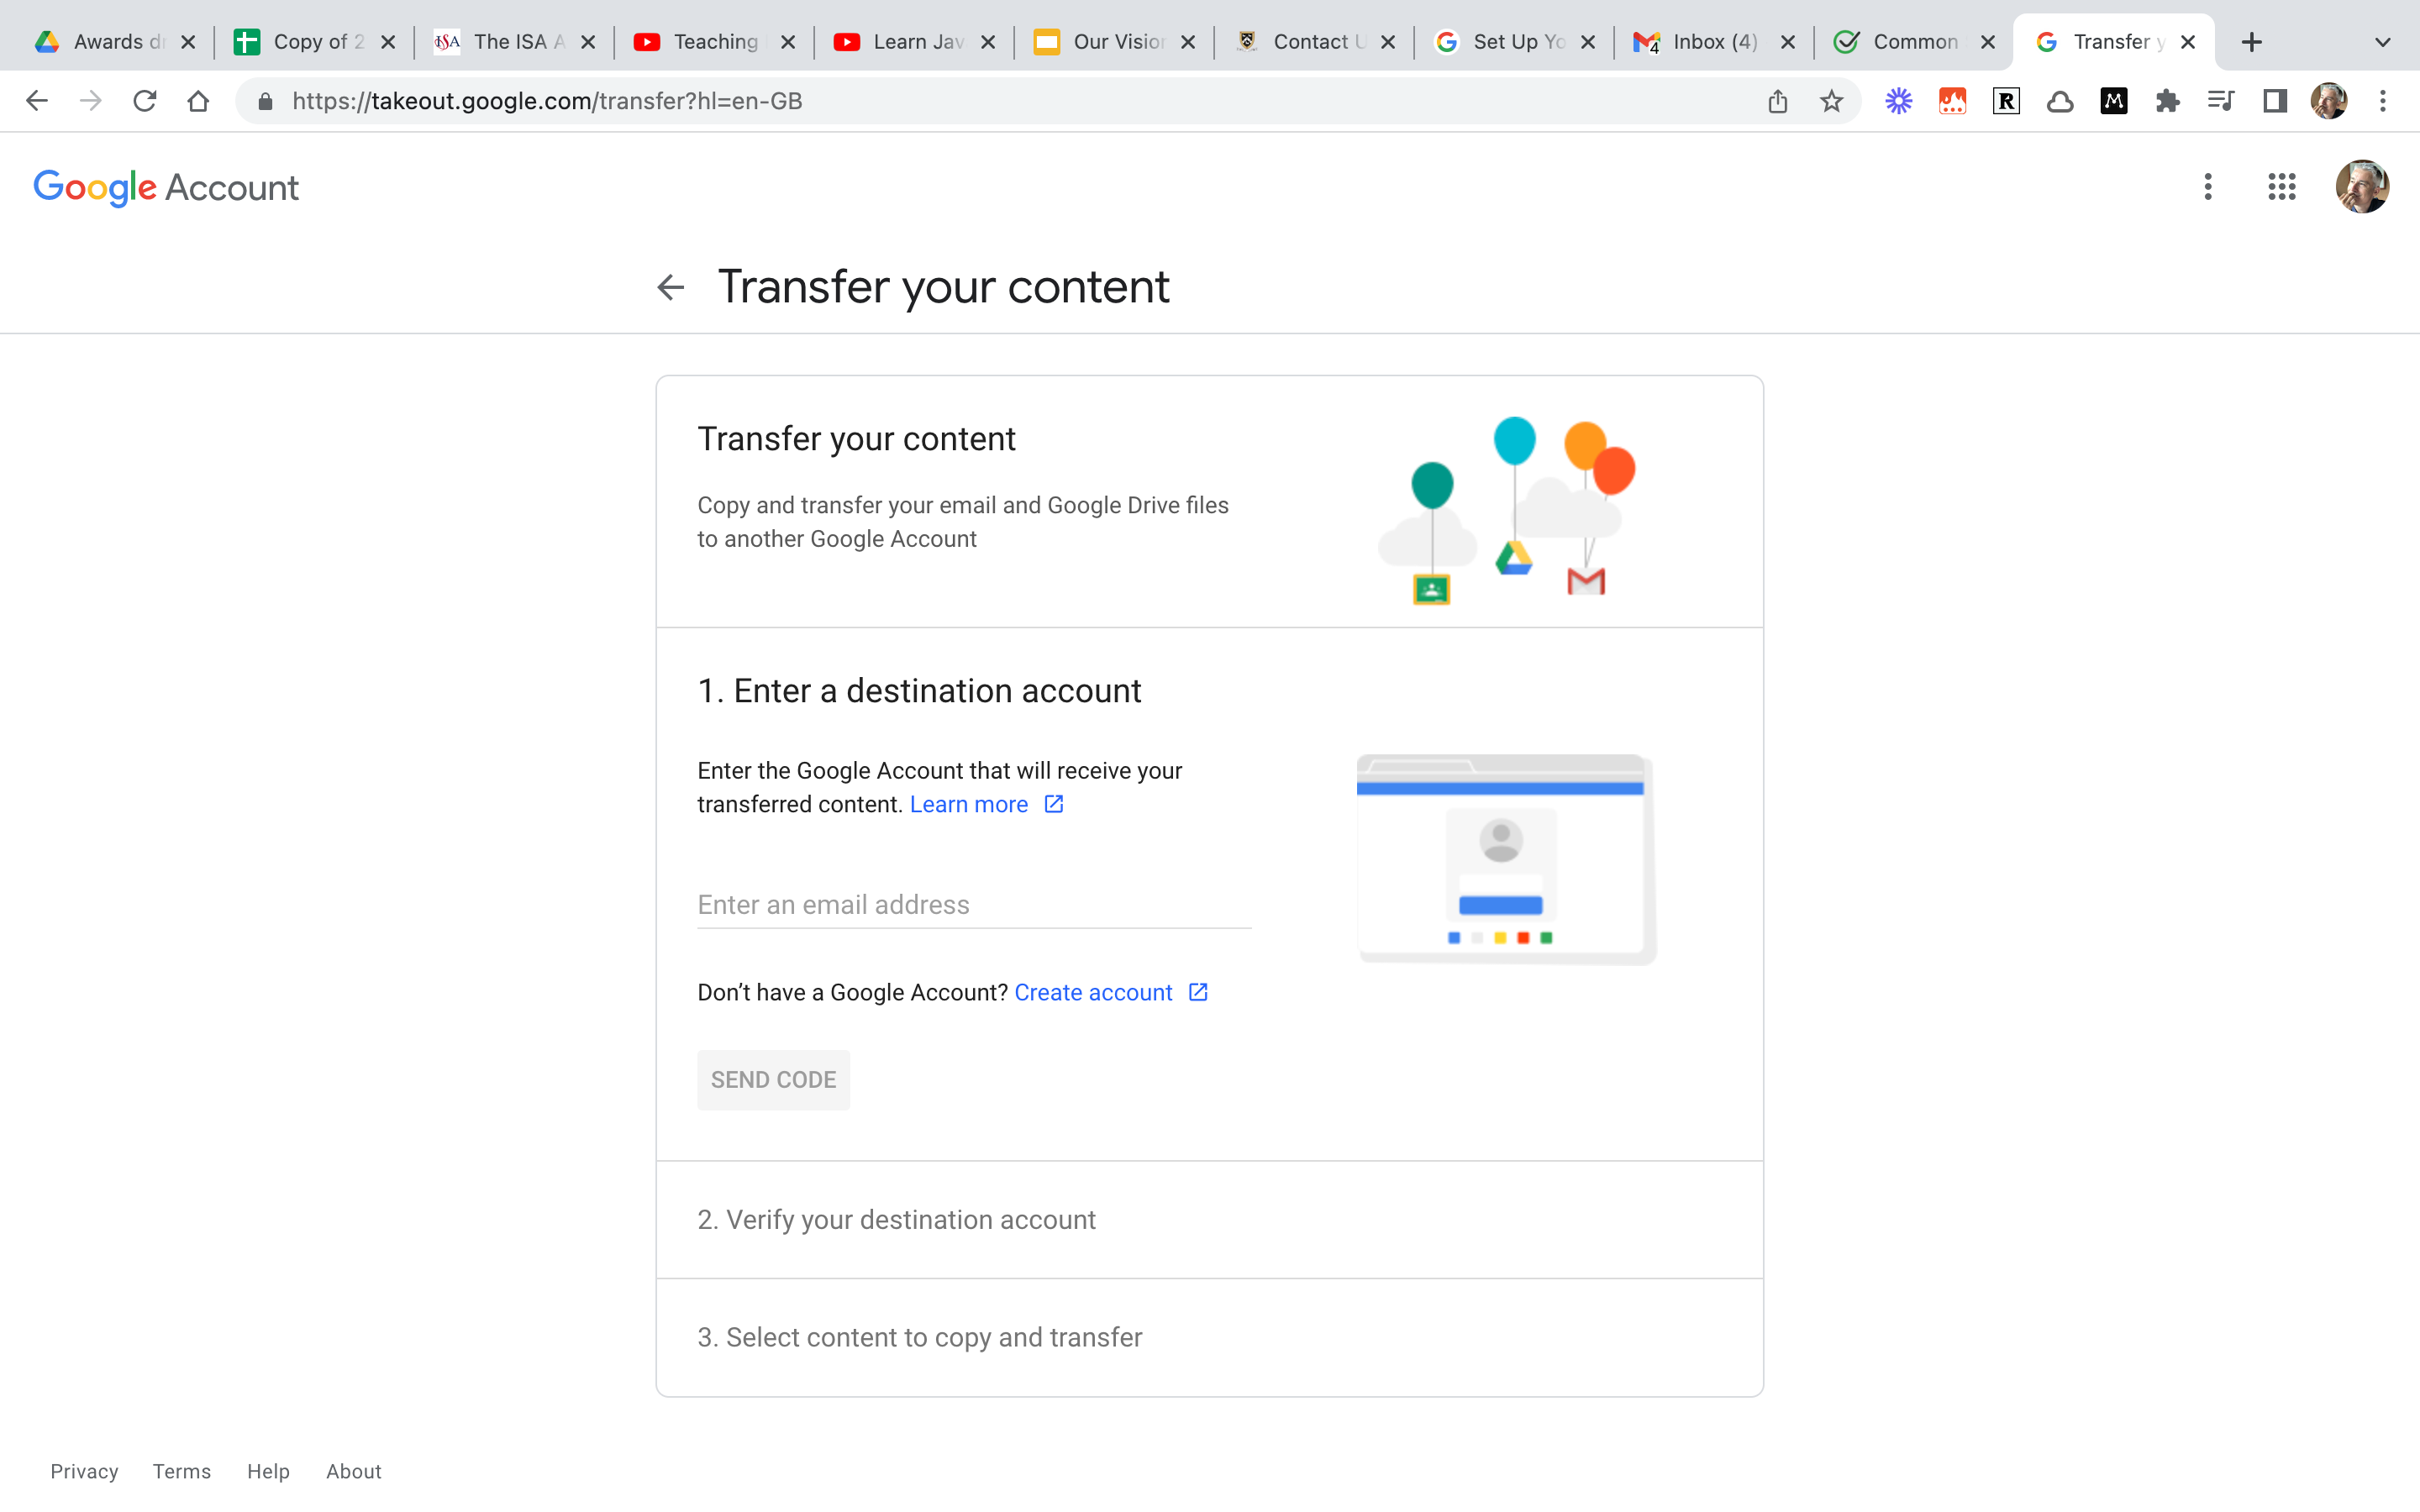 Awards d
Copy of 2
The ISA A
Teaching
Learn Jav
Our Vision
Contact U
Set Up Yo
Inbox (4)
Common
Transfer y
https://takeout.google.com/transfer?hl=en-GB
Google Account
Transfer your content
Transfer your content
Copy and transfer your email and Google Drive files
to another Google Account
1. Enter a destination account
Enter the Google Account that will receive your
transferred content. Learn more
Enter an email address
Don’t have a Google Account? Create account
SEND CODE
2. Verify your destination account
3. Select content to copy and transfer
Privacy Terms Help About